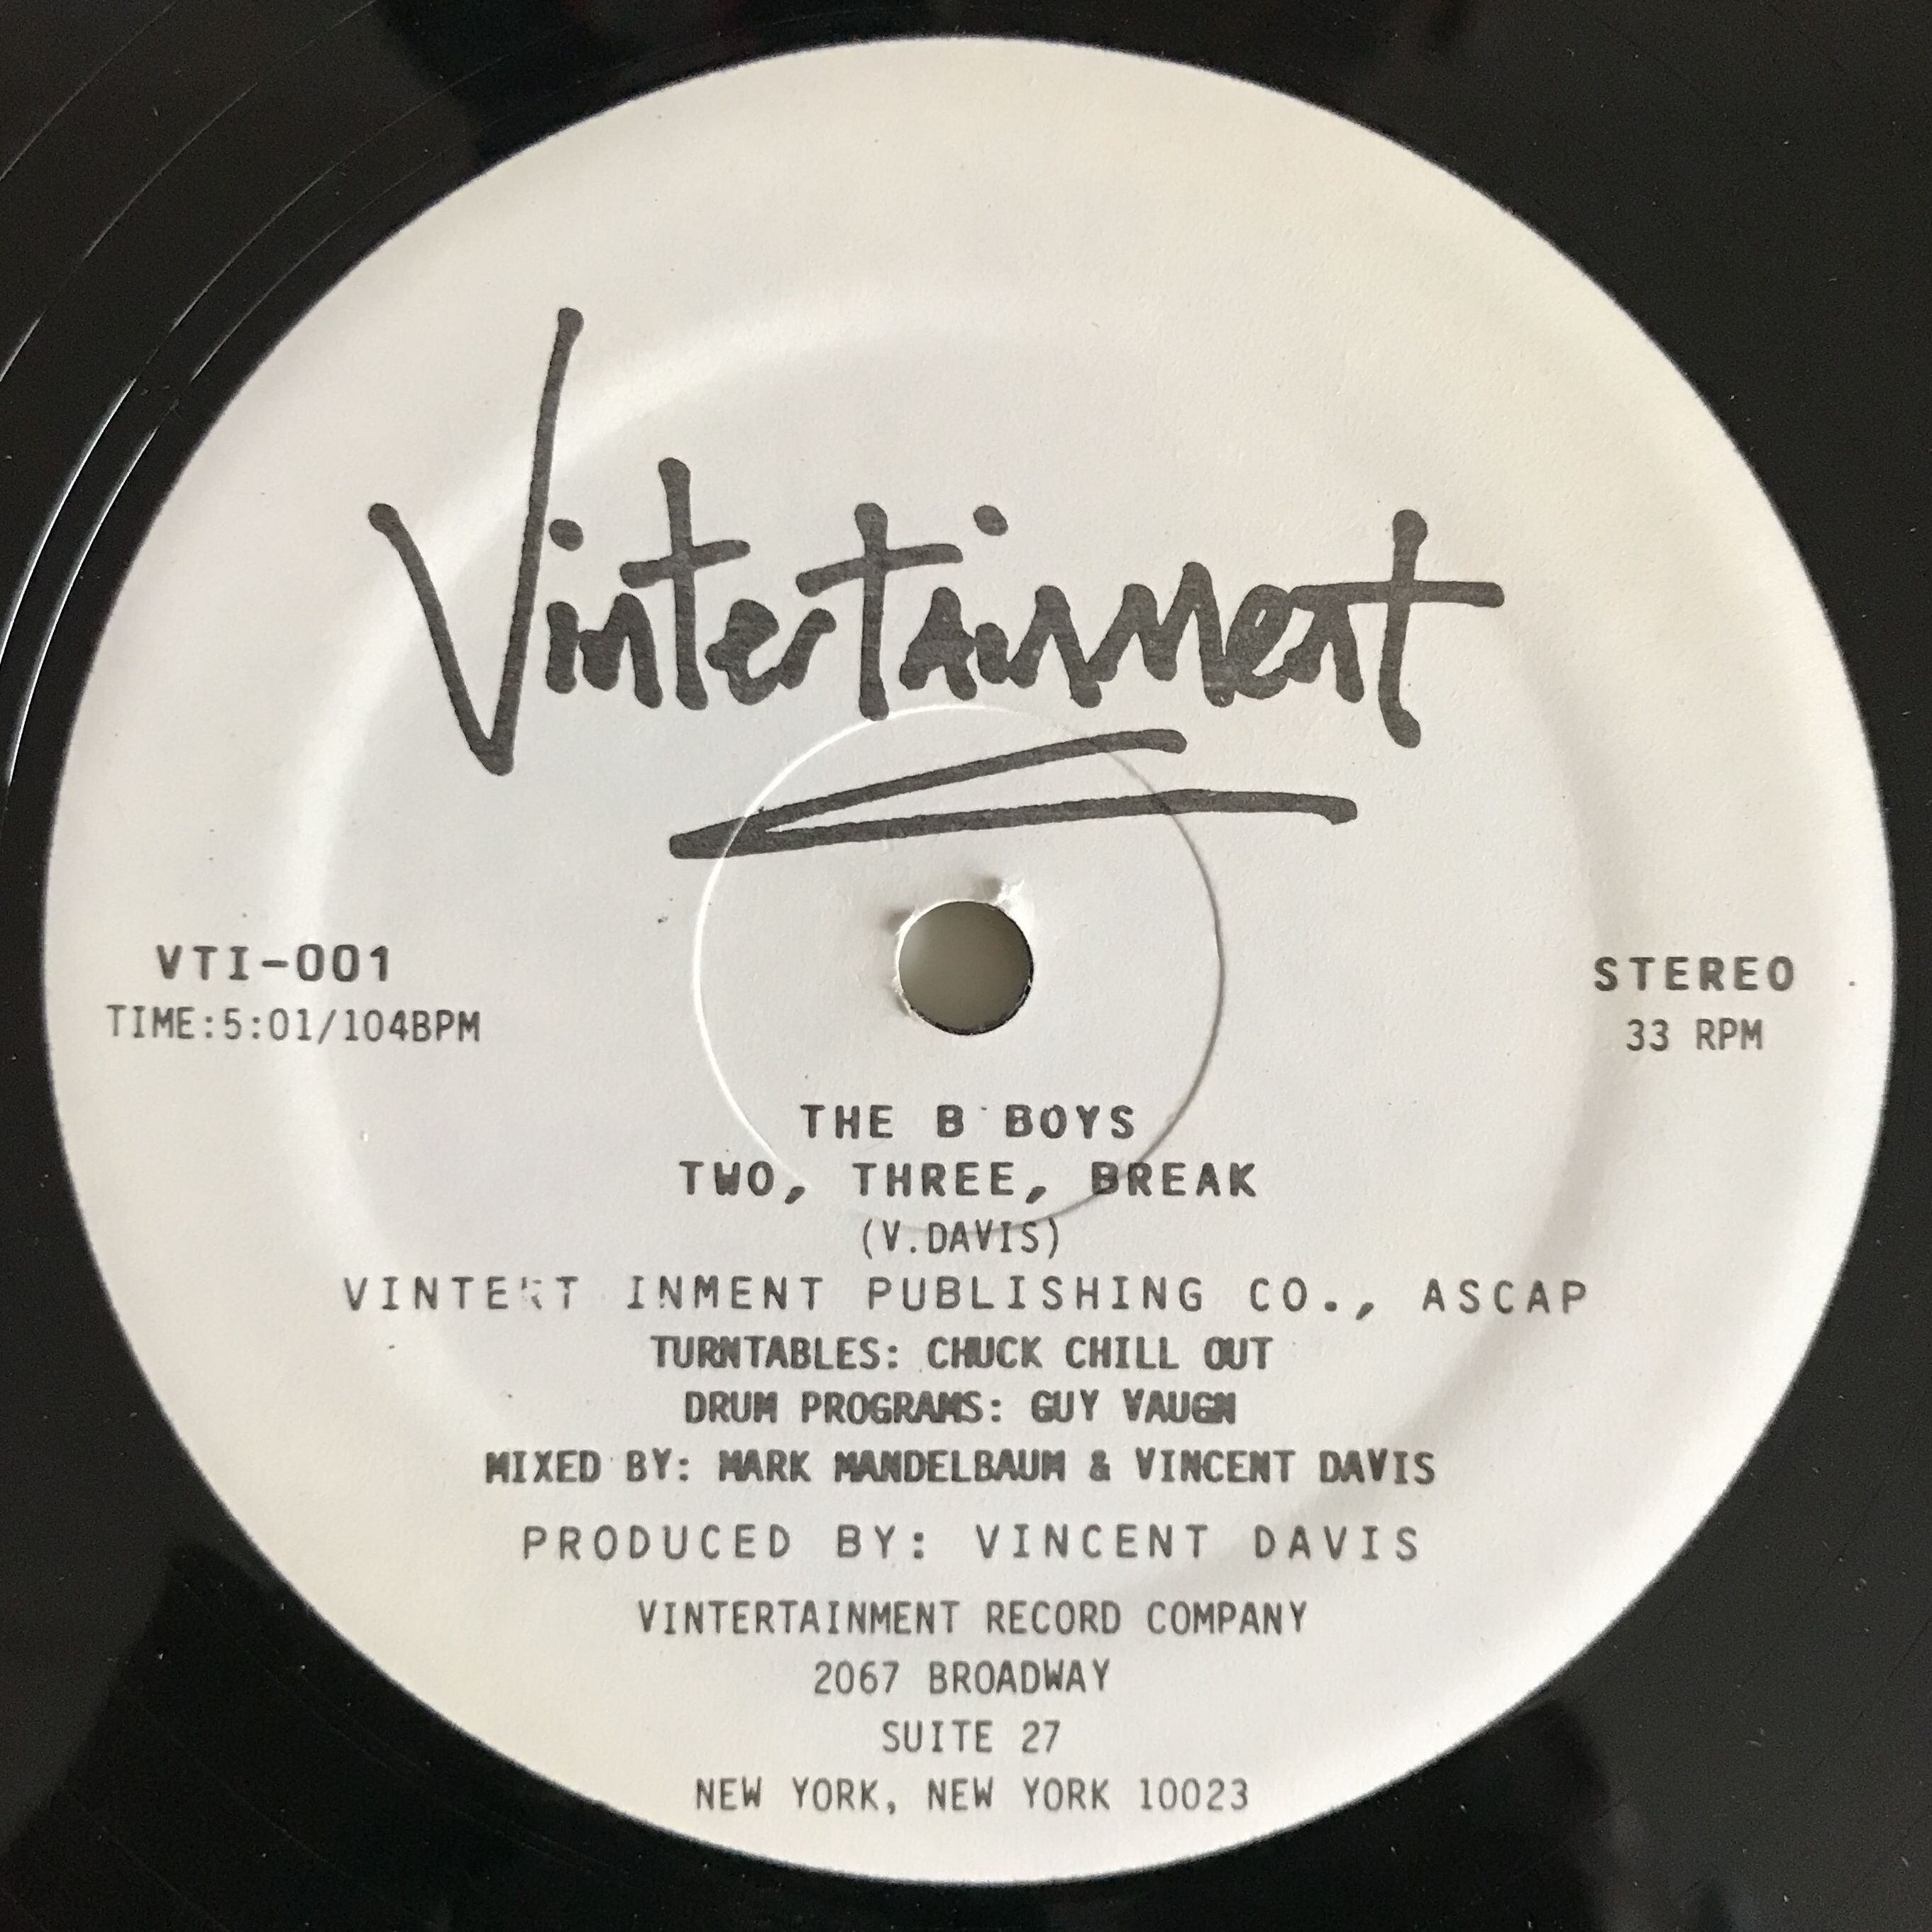 Vintertainment
VTI-001
TIME:5:01/104BPM
STEREO
33 RPM
THE B BOYS
TWO, THREE, BREAK
(V.DAVIS)
VINTERT INMENT PUBLISHING CO., ASCAP
TURNTABLES: CHUCK CHILL OUT
DRUM PROGRAMS: GUY VAUGN
MIXED BY: MARK MANDELBAUM & VINCENT DAVIS
PRODUCED BY: VINCENT DAVIS
VINTERTAINMENT RECORD COMPANY
2067 BROADWAY
SUITE 27
NEW YORK, NEW YORK 10023